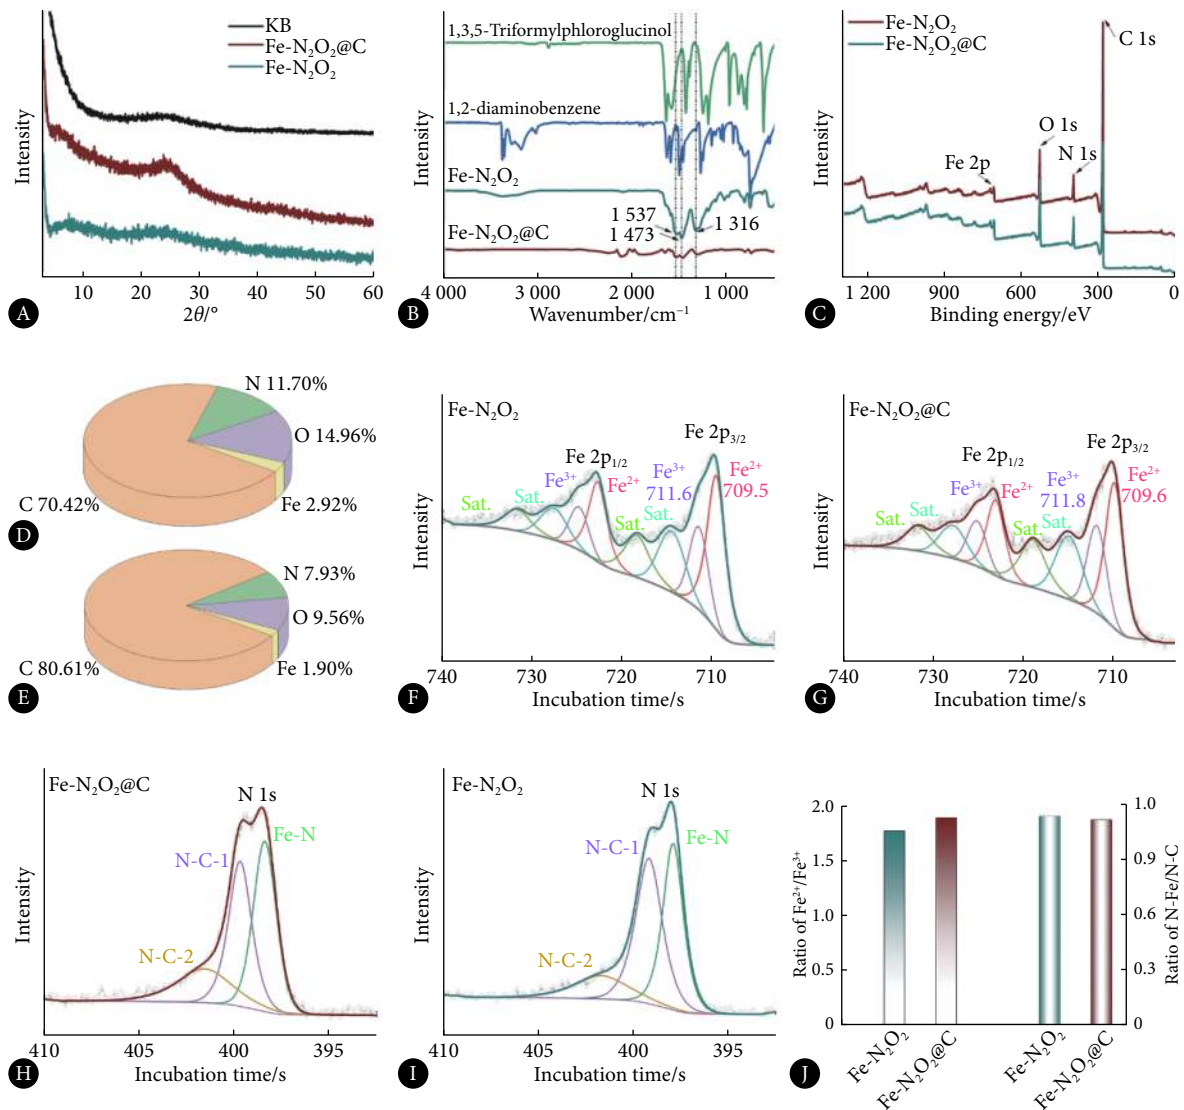 KB
Fe-N₂O₂@C
Fe-N₂O₂
Intensity
10 20 30 40 50 60
2θ/°
A
1,3,5-Triformylphloroglucinol
1,2-diaminobenzene
Fe-N₂O₂
1 537
1 473
1 316
Fe-N₂O₂@C
Intensity
4 000 3 000 2 000 1 000
Wavenumber/cm⁻¹
B
Fe-N₂O₂
Fe-N₂O₂@C
C 1s
O 1s
N 1s
Fe 2p
Intensity
1 200 900 600 300 0
Binding energy/eV
C
N 11.70%
O 14.96%
Fe 2.92%
C 70.42%
D
N 7.93%
O 9.56%
Fe 1.90%
C 80.61%
E
Fe-N₂O₂
Fe 2p₃/₂
Fe 2p₁/₂
Fe³⁺
Fe²⁺
Fe³⁺
711.6
Fe²⁺
709.5
Sat.
Sat.
Sat.
Sat.
Intensity
740 730 720 710
Incubation time/s
F
Fe-N₂O₂@C
Fe 2p₃/₂
Fe 2p₁/₂
Fe³⁺
Fe²⁺
Fe³⁺
711.8
Fe²⁺
709.6
Sat.
Sat.
Sat.
Sat.
Intensity
740 730 720 710
Incubation time/s
G
Fe-N₂O₂@C
N 1s
Fe-N
N-C-1
N-C-2
Intensity
410 405 400 395
Incubation time/s
H
Fe-N₂O₂
N 1s
Fe-N
N-C-1
N-C-2
Intensity
410 405 400 395
Incubation time/s
I
2.0
1.5
1.0
0.5
0
Ratio of Fe²⁺/Fe³⁺
1.0
0.9
0.6
0.3
0
Ratio of N-Fe/N-C
Fe-N₂O₂
Fe-N₂O₂@C
Fe-N₂O₂
Fe-N₂O₂@C
J